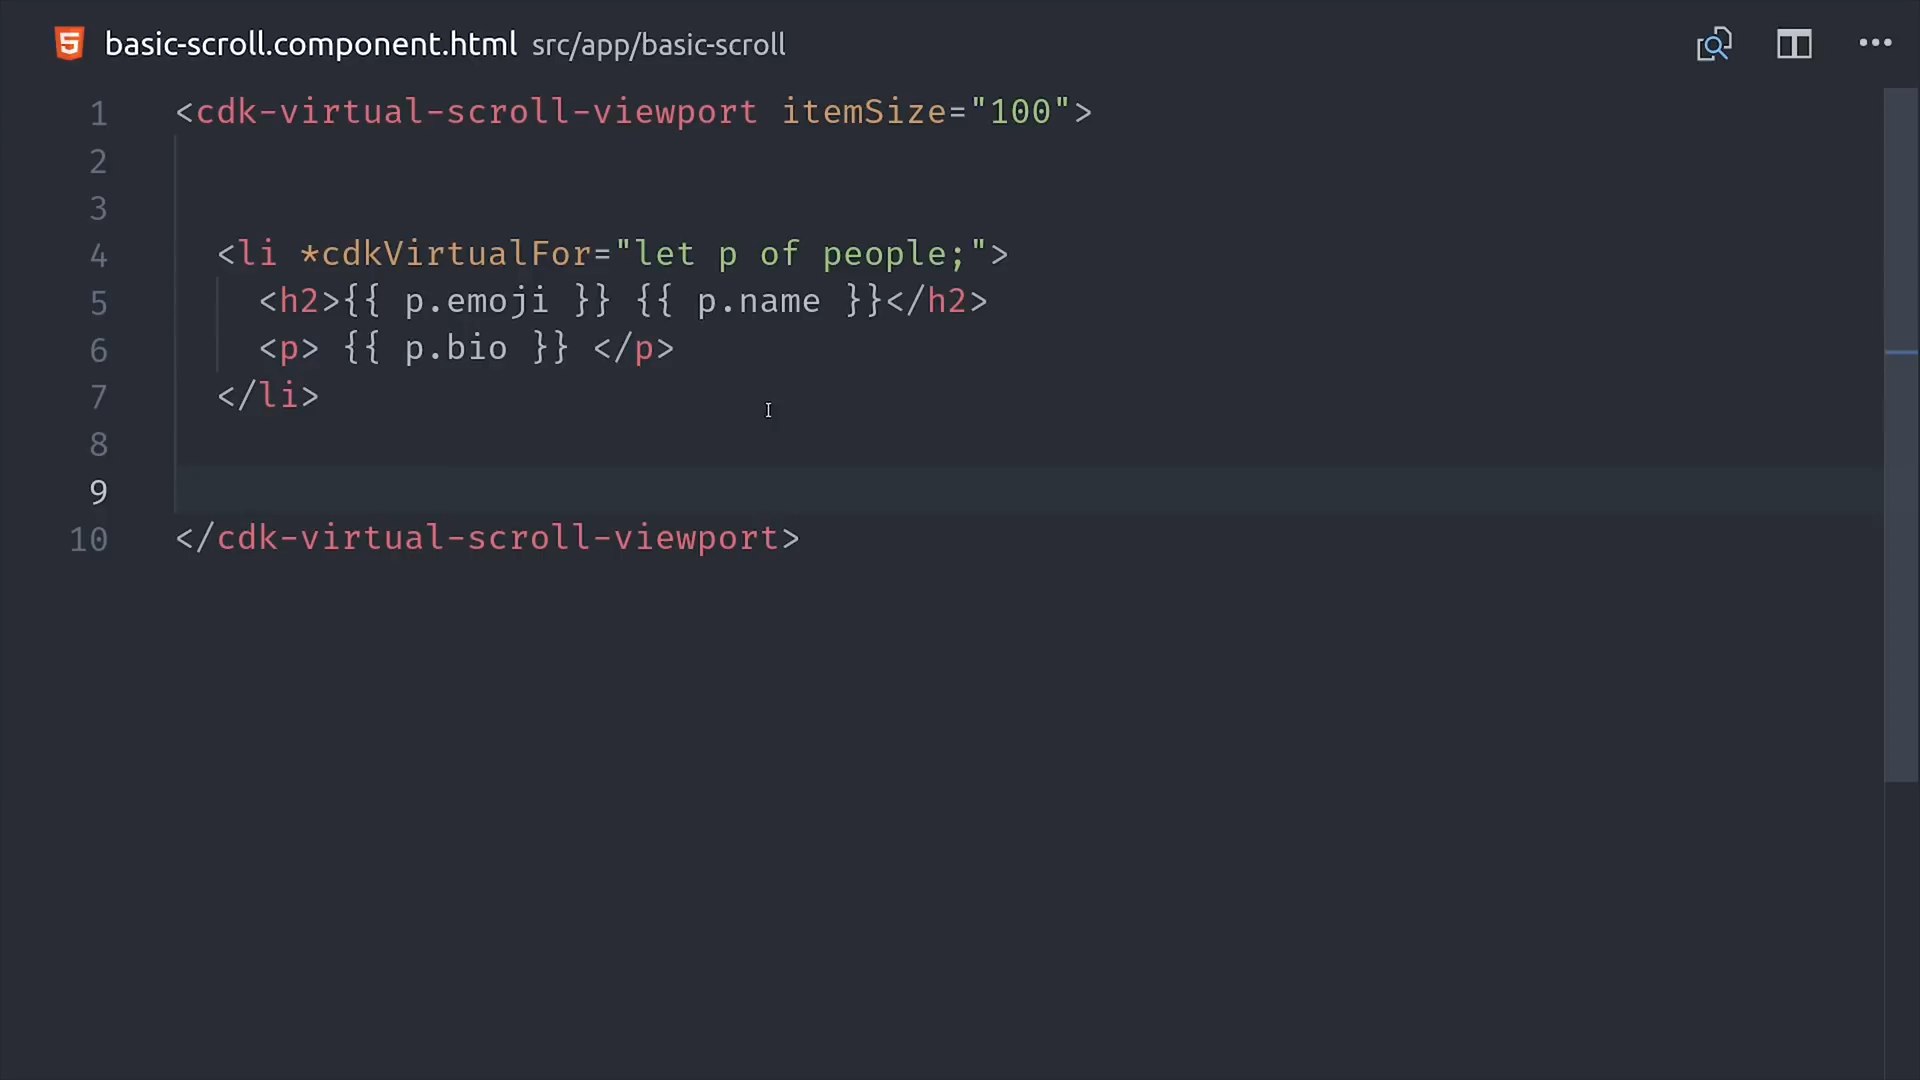 basic-scroll.component.html src/app/basic-scroll
1 <cdk-virtual-scroll-viewport itemSize="100">
2
3
4 <li *cdkVirtualFor="let p of people;">
5 <h2>{{ p.emoji }} {{ p.name }}</h2>
6 <p> {{ p.bio }} </p>
7 </li>
8
9
10 </cdk-virtual-scroll-viewport>